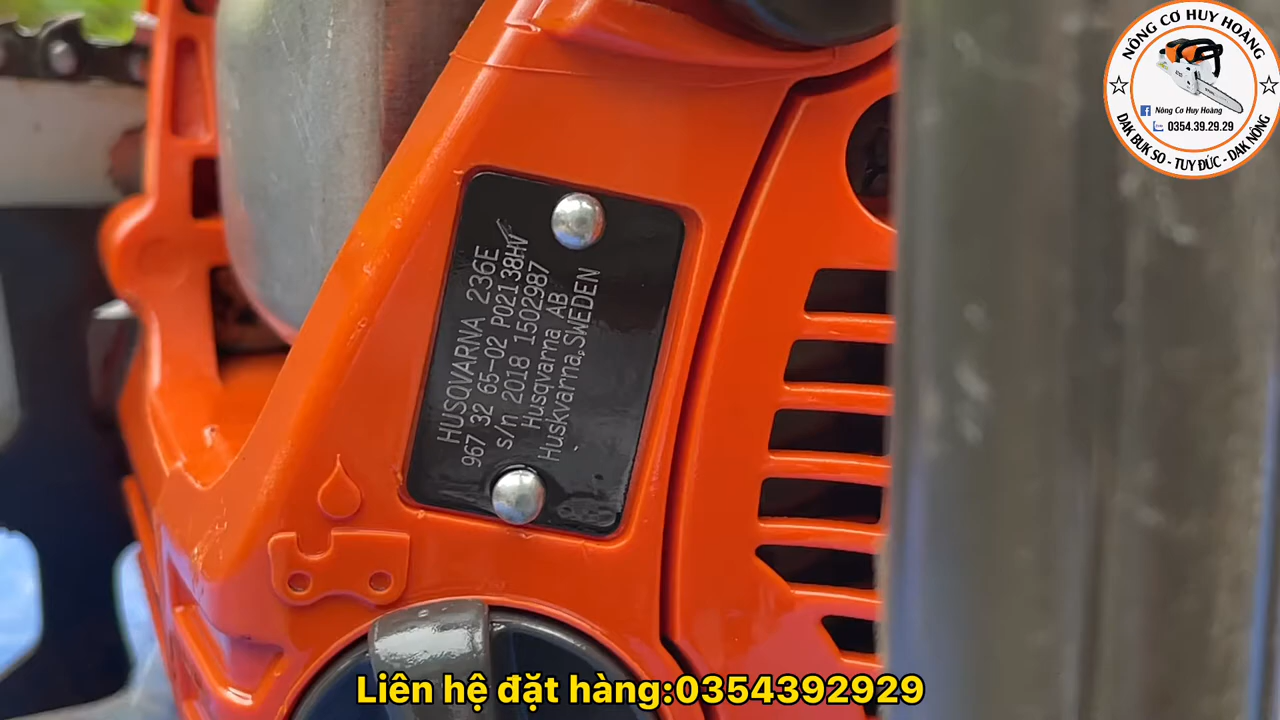 NÔNG CƠ HUY HOÀNG
Nông Cơ Huy Hoàng
0354.39.29.29
DAK BUK SO - TUY ĐỨC - DAK NÔNG
HUSQVARNA 236E
967 32 65-02 P02138HV
s/n 2018 1502987
Husqvarna AB
Huskvarna,SWEDEN
Liên hệ đặt hàng:0354392929